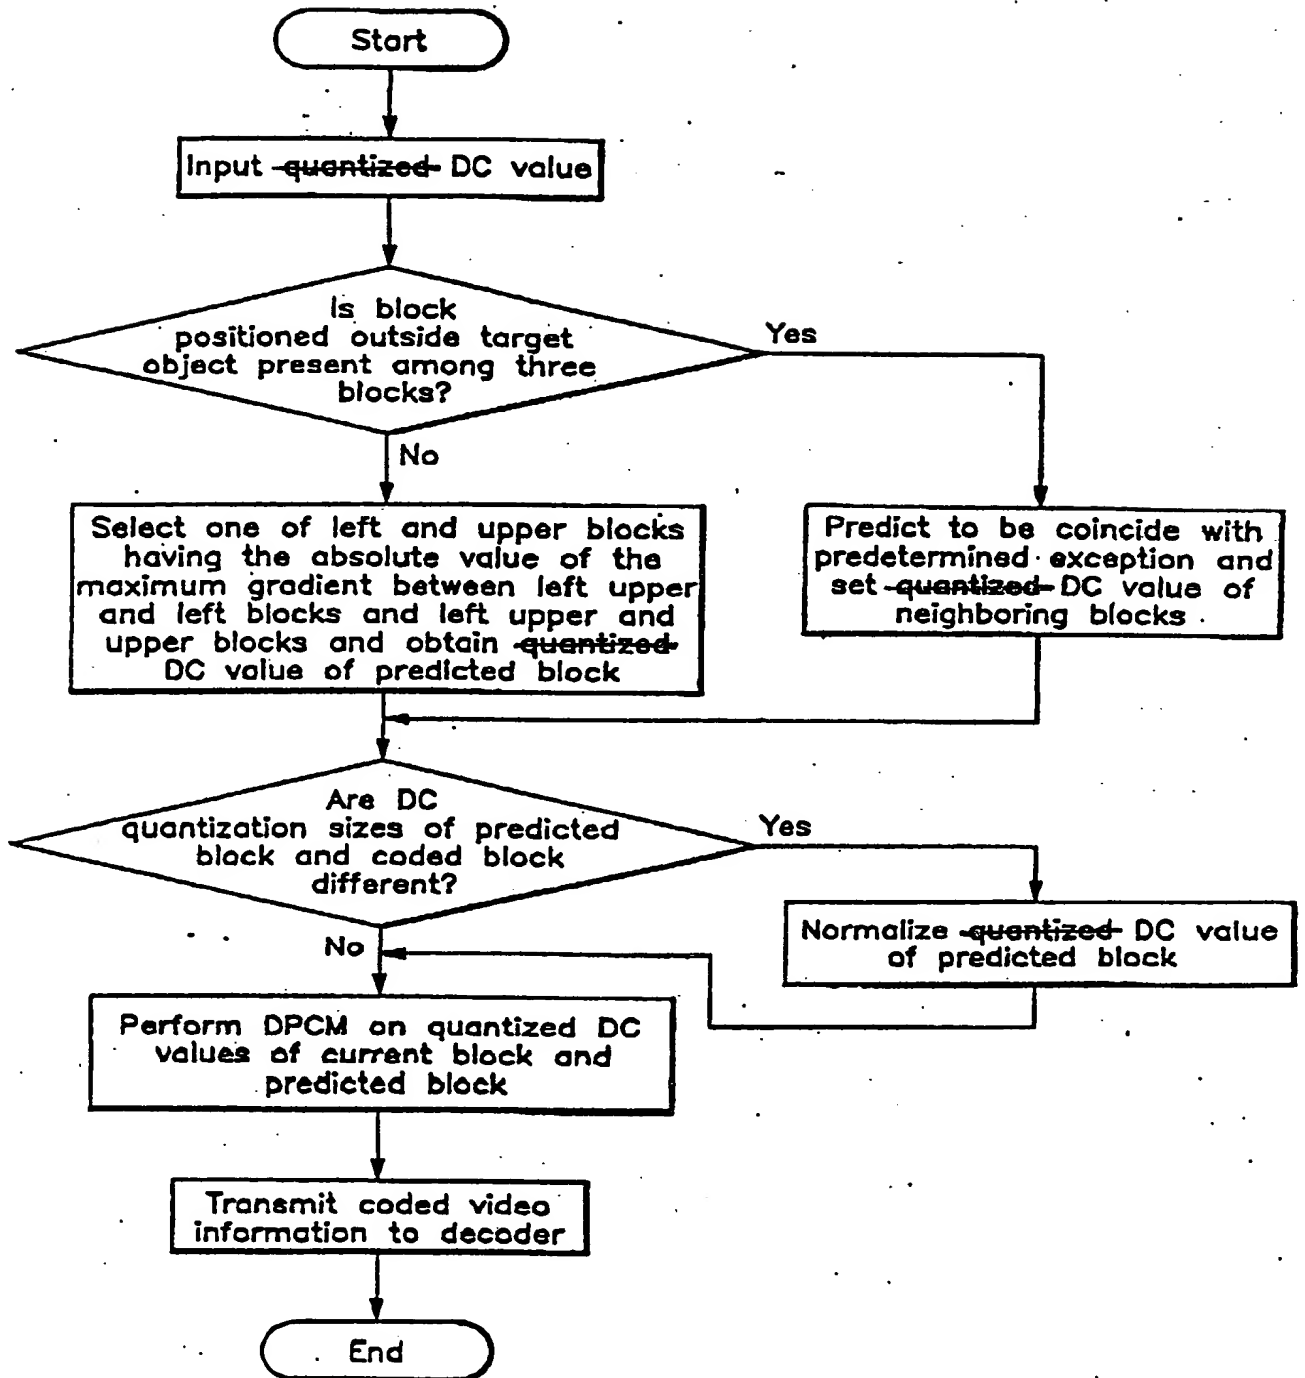 Start
Input quantized DC value
Is block
positioned outside target
object present among three
blocks?
Yes
No
Select one of left and upper blocks
having the absolute value of the
maximum gradient between left upper
and left blocks and left upper and
upper blocks and obtain quantized
DC value of predicted block
Predict to be coincide with
predetermined exception and
set quantized DC value of
neighboring blocks
Are DC
quantization sizes of predicted
block and coded block
different?
Yes
No
Normalize quantized DC value
of predicted block
Perform DPCM on quantized DC
values of current block and
predicted block
Transmit coded video
information to decoder
End